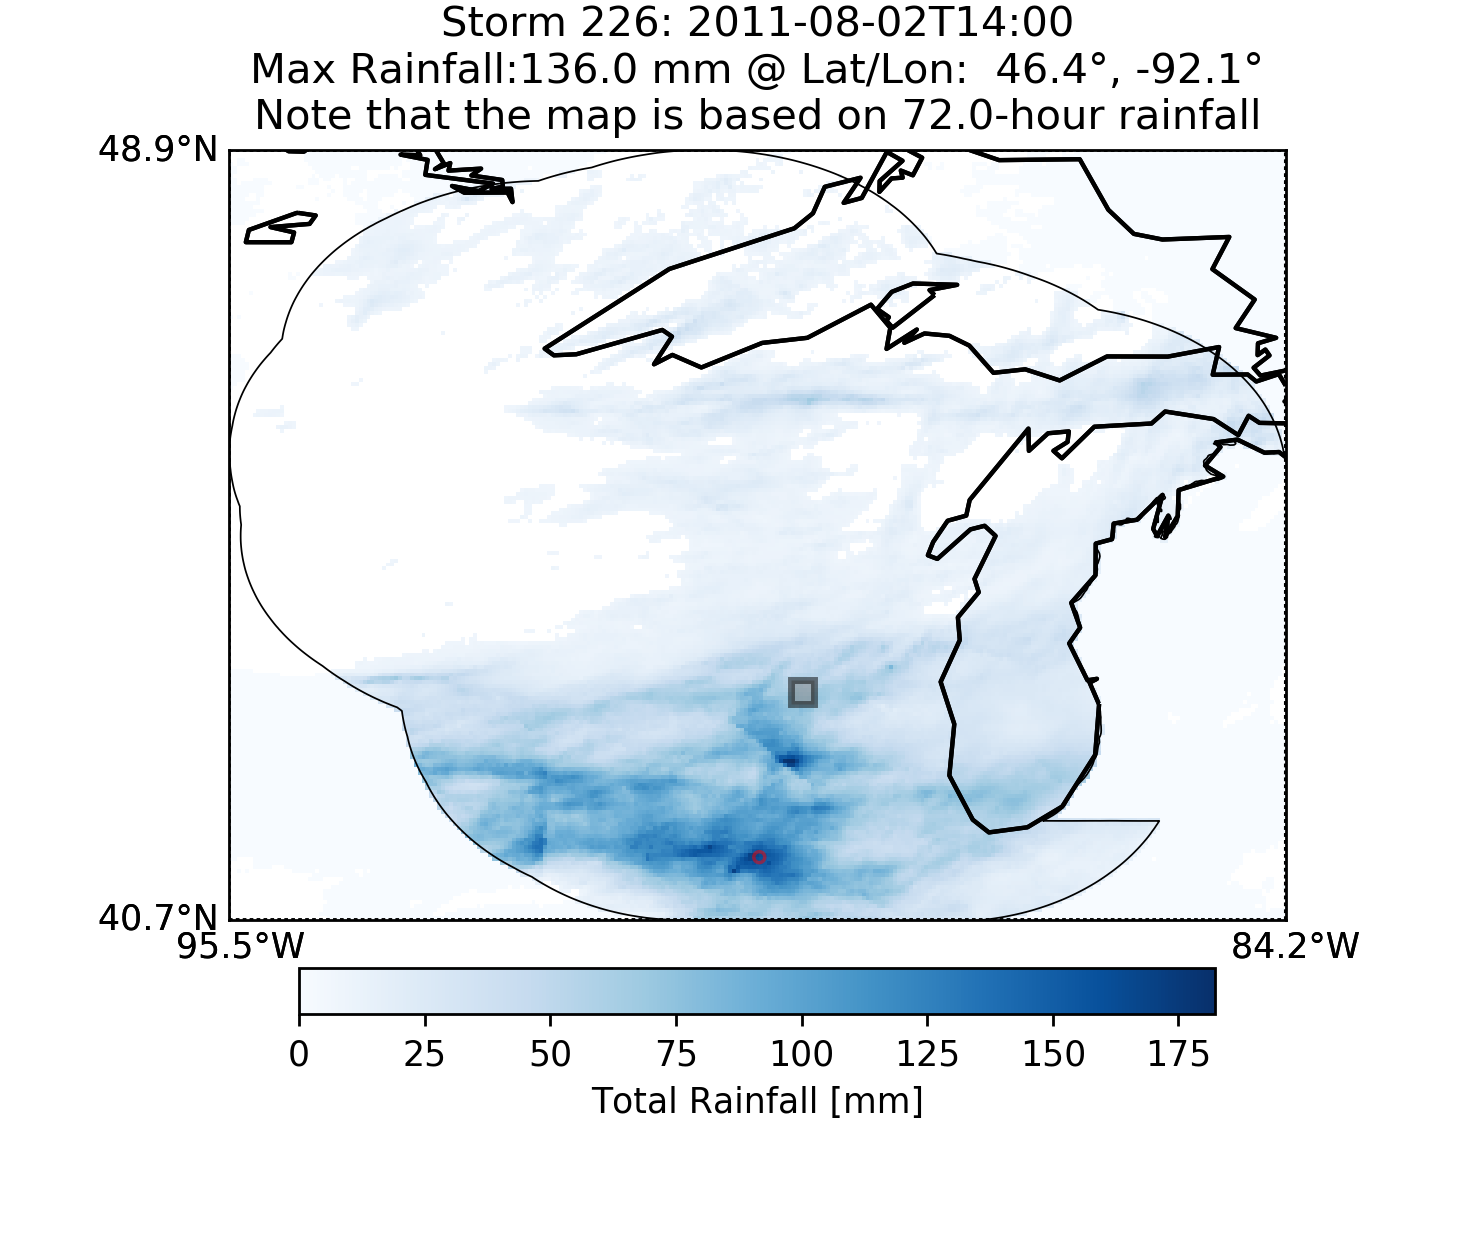 Storm 226: 2011-08-02T14:00
Max Rainfall:136.0 mm @ Lat/Lon:  46.4°, -92.1°
Note that the map is based on 72.0-hour rainfall
48.9°N
40.7°N
95.5°W 84.2°W
0 25 50 75 100 125 150 175
Total Rainfall [mm]